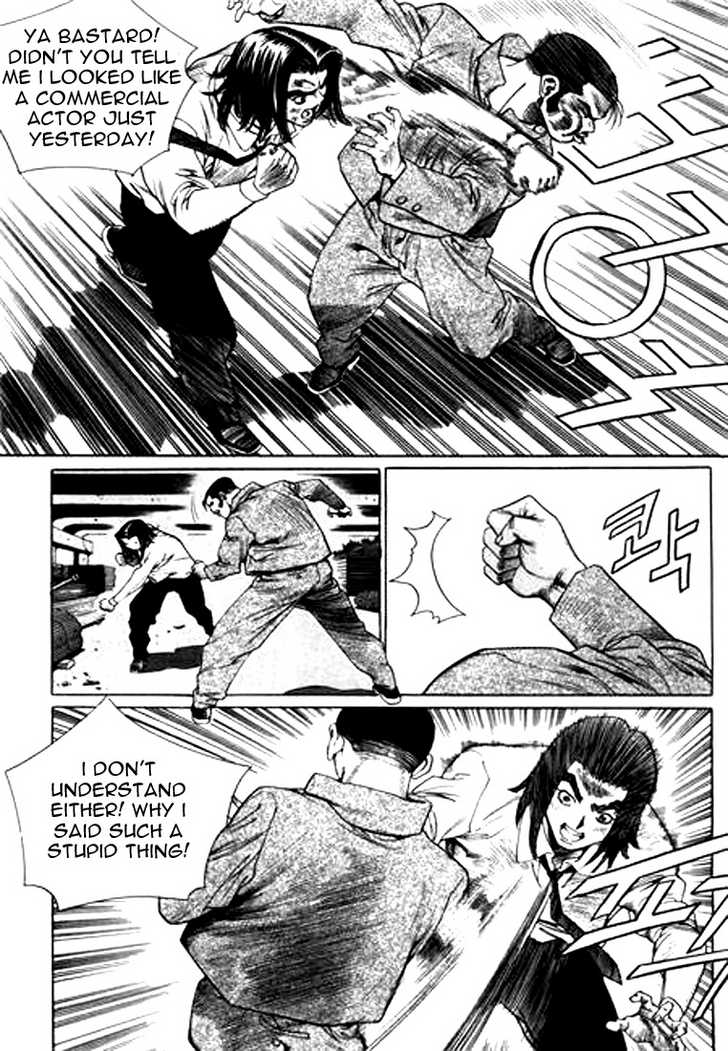 YA BASTARD!
DIDN'T YOU TELL
ME I LOOKED LIKE
A COMMERCIAL
ACTOR JUST
YESTERDAY!
콱
I DON'T
UNDERSTAND
EITHER! WHY I
SAID SUCH A
STUPID THING!